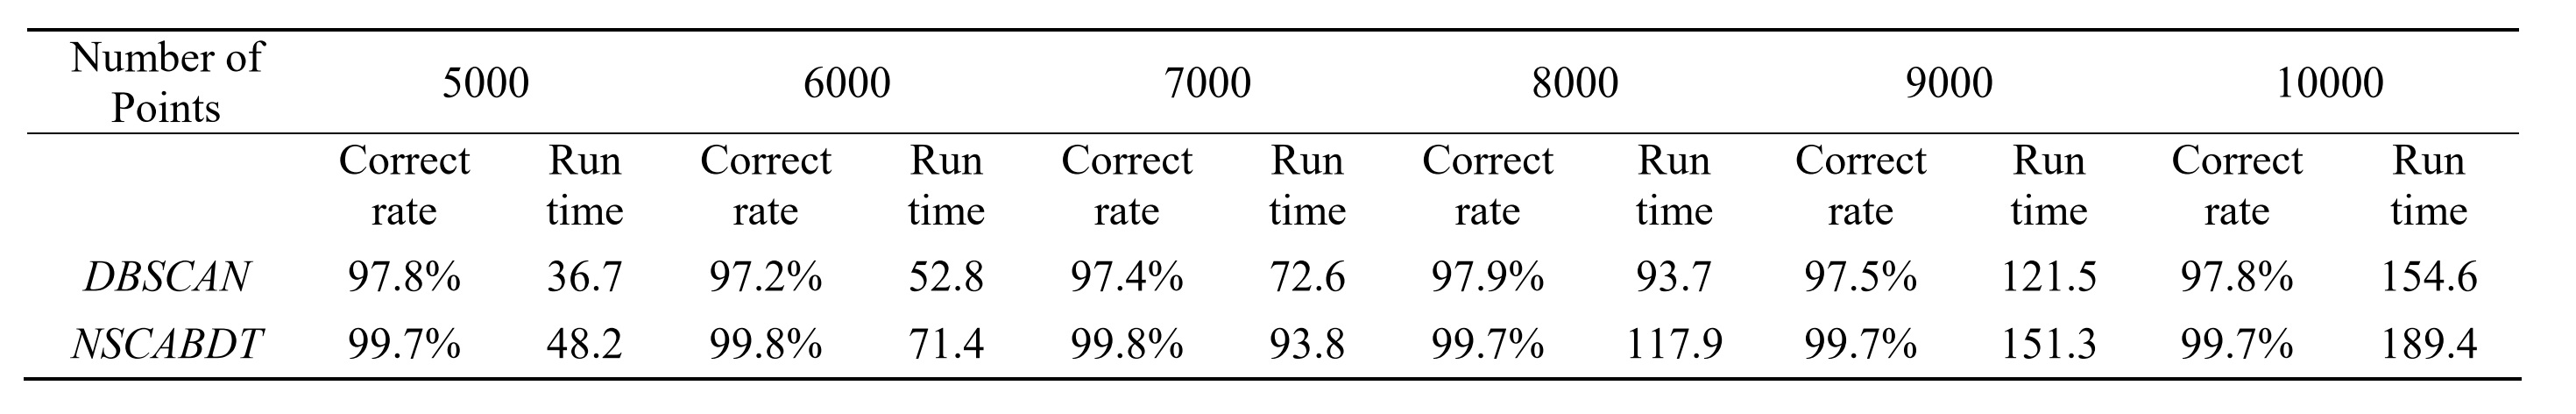 Number of
Points 5000 6000 7000 8000 9000 10000
Correct Run Correct Run Correct Run Correct Run Correct Run Correct Run
rate time rate time rate time rate time rate time rate time
DBSCAN 97.8% 36.7 97.2% 52.8 97.4% 72.6 97.9% 93.7 97.5% 121.5 97.8% 154.6
NSCABDT 99.7% 48.2 99.8% 71.4 99.8% 93.8 99.7% 117.9 99.7% 151.3 99.7% 189.4